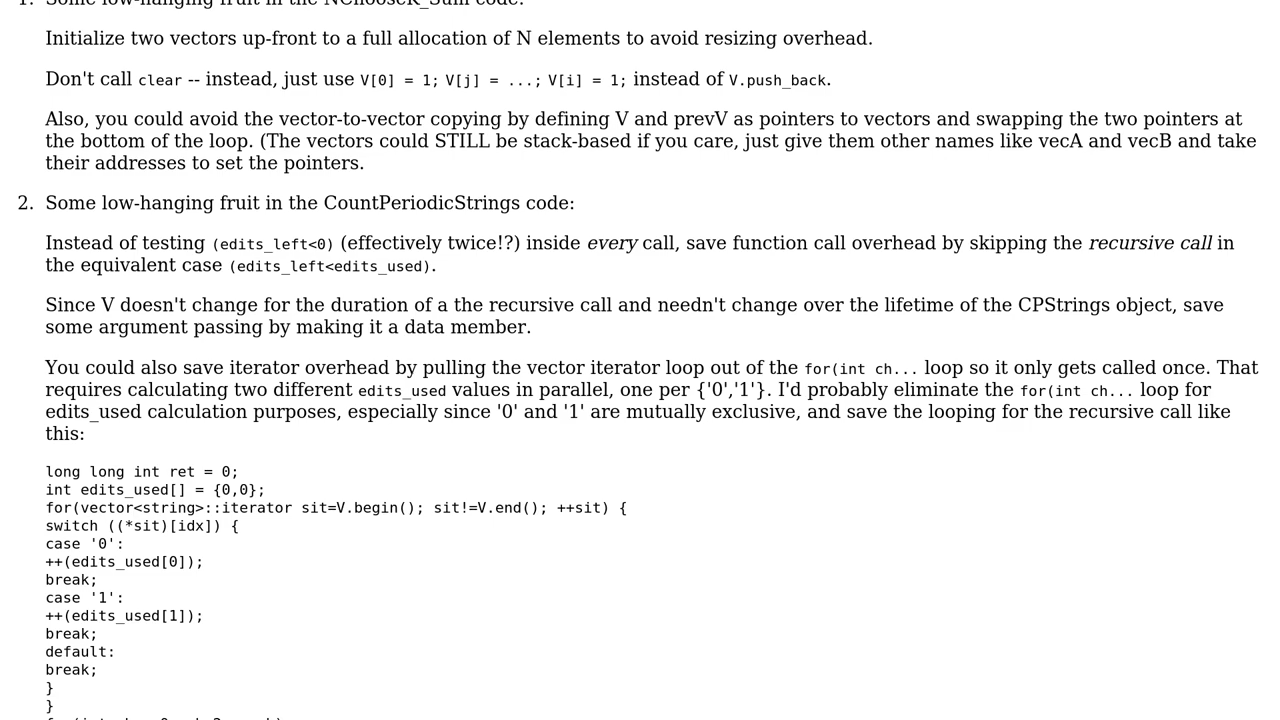 1. Some low-hanging fruit in the NChooseK_Sum code:
Initialize two vectors up-front to a full allocation of N elements to avoid resizing overhead.
Don't call clear -- instead, just use V[0] = 1; V[j] = ...; V[i] = 1; instead of V.push_back.
Also, you could avoid the vector-to-vector copying by defining V and prevV as pointers to vectors and swapping the two pointers at
the bottom of the loop. (The vectors could STILL be stack-based if you care, just give them other names like vecA and vecB and take
their addresses to set the pointers.
2. Some low-hanging fruit in the CountPeriodicStrings code:
Instead of testing (edits_left<0) (effectively twice!?) inside every call, save function call overhead by skipping the recursive call in
the equivalent case (edits_left<edits_used).
Since V doesn't change for the duration of a the recursive call and needn't change over the lifetime of the CPStrings object, save
some argument passing by making it a data member.
You could also save iterator overhead by pulling the vector iterator loop out of the for(int ch... loop so it only gets called once. That
requires calculating two different edits_used values in parallel, one per {'0','1'}. I'd probably eliminate the for(int ch... loop for
edits_used calculation purposes, especially since '0' and '1' are mutually exclusive, and save the looping for the recursive call like
this:
long long int ret = 0;
int edits_used[] = {0,0};
for(vector<string>::iterator sit=V.begin(); sit!=V.end(); ++sit) {
switch ((*sit)[idx]) {
case '0':
++(edits_used[0]);
break;
case '1':
++(edits_used[1]);
break;
default:
break;
}
}